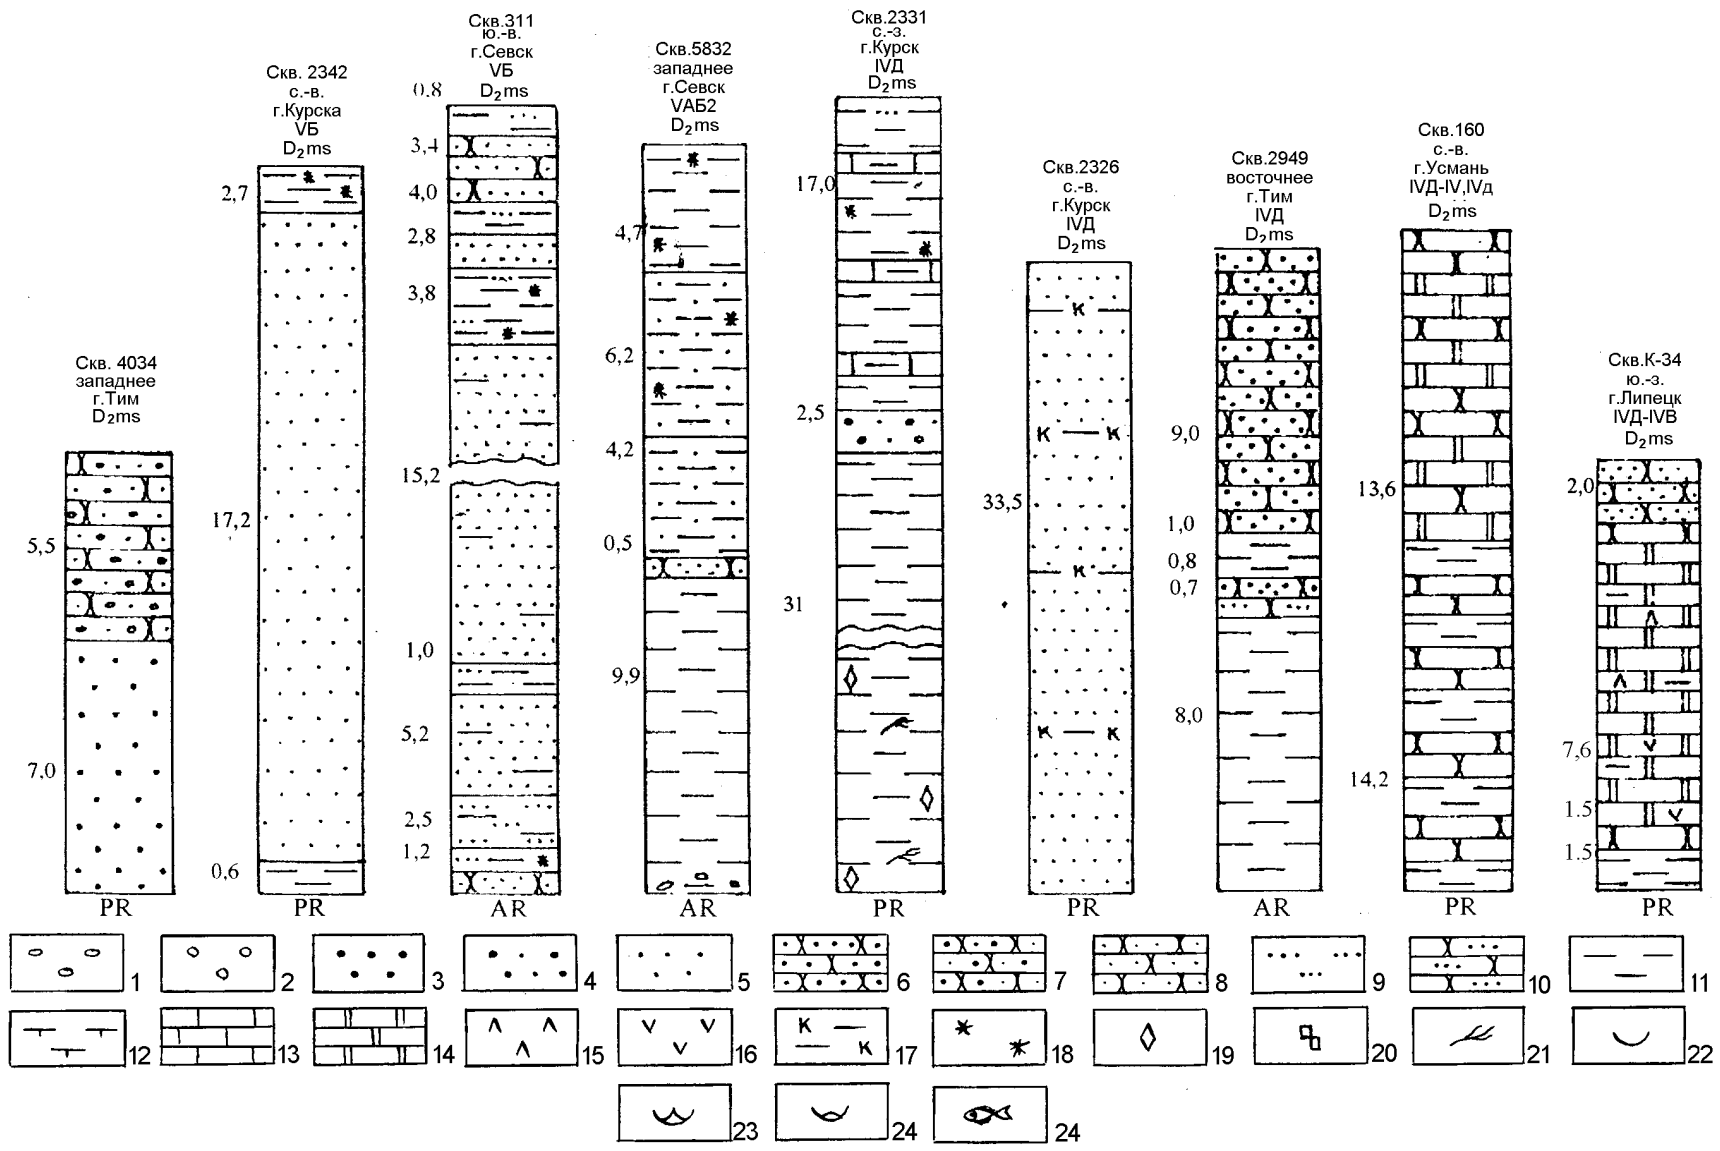 Скв. 4034
западнее
г.Тим
D2ms
5,5
7,0
PR
Скв. 2342
с.-в.
г.Курска
VБ
D2ms
2,7
17,2
0,6
PR
Скв.311
ю.-в.
г.Севск
VБ
D2ms
0,8
3,4
4,0
2,8
3,8
15,2
1,0
5,2
2,5
1,2
AR
Скв.5832
западнее
г.Севск
VАБ2
D2ms
4,7
6,2
4,2
0,5
9,9
AR
Скв.2331
с.-з.
г.Курск
IVД
D2ms
17,0
2,5
31
PR
Скв.2326
с.-в.
г.Курск
IVД
D2ms
33,5
К
К К
К
К К
PR
Скв.2949
восточнее
г.Тим
IVД
D2ms
9,0
1,0
0,8
0,7
8,0
AR
Скв.160
с.-в.
г.Усмань
IVД-IV,IVд
D2ms
13,6
14,2
PR
Скв.К-34
ю.-з.
г.Липецк
IVД-IVВ
D2ms
2,0
7,6
1.5
1.5
PR
1
2
3
4
5
6
7
8
9
10
11
12
13
14
15
16
К
К
17
18
19
20
21
22
23
24
24